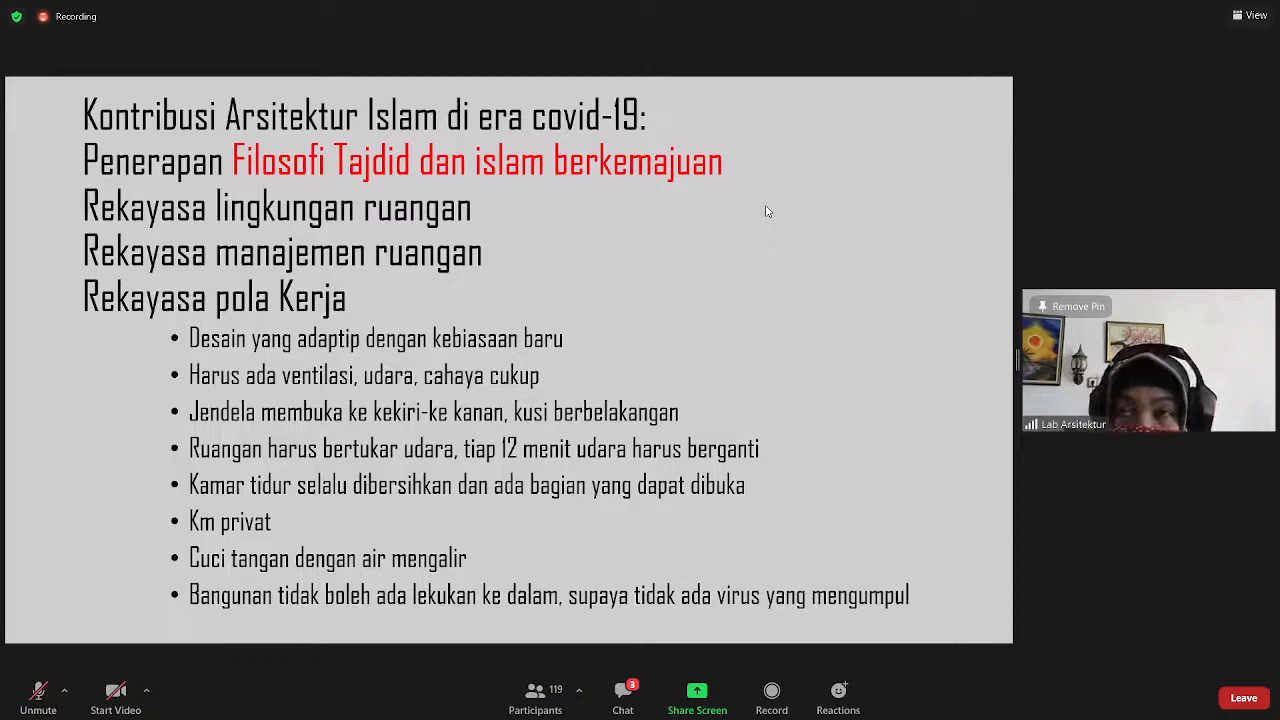 Recording
View
Kontribusi Arsitektur Islam di era covid-19:
Penerapan Filosofi Tajdid dan islam berkemajuan
Rekayasa lingkungan ruangan
Rekayasa manajemen ruangan
Rekayasa pola Kerja
• Desain yang adaptip dengan kebiasaan baru
• Harus ada ventilasi, udara, cahaya cukup
• Jendela membuka ke kekiri-ke kanan, kusi berbelakangan
• Ruangan harus bertukar udara, tiap 12 menit udara harus berganti
• Kamar tidur selalu dibersihkan dan ada bagian yang dapat dibuka
• Km privat
• Cuci tangan dengan air mengalir
• Bangunan tidak boleh ada lekukan ke dalam, supaya tidak ada virus yang mengumpul
Remove Pin
Lab Arsitektur
Unmute
Start Video
Participants 119
Chat 3
Share Screen
Record
Reactions
Leave